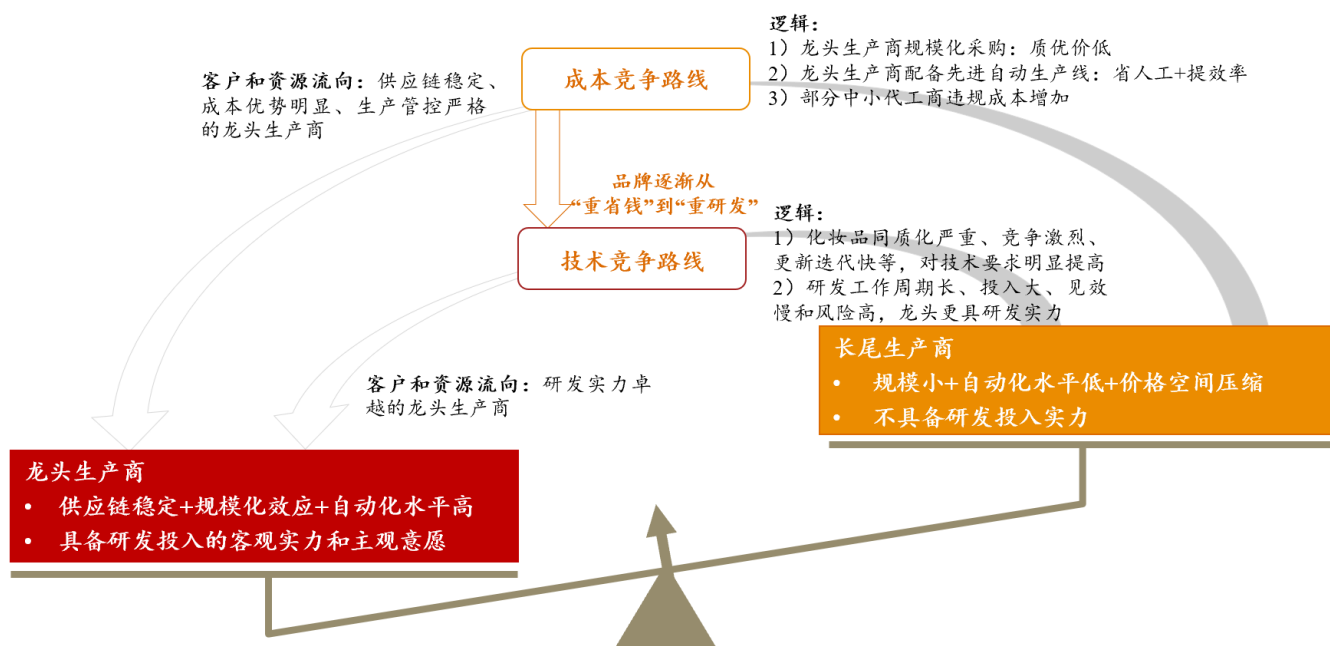 逻辑：
1）龙头生产商规模化采购：质优价低
2）龙头生产商配备先进自动生产线：省人工+提效率
3）部分中小代工商违规成本增加
成本竞争路线
客户和资源流向：供应链稳定、
成本优势明显、生产管控严格
的龙头生产商
品牌逐渐从
“重省钱”到“重研发”
逻辑：
1）化妆品同质化严重、竞争激烈、
更新迭代快等，对技术要求明显提高
2）研发工作周期长、投入大、见效
慢和风险高，龙头更具研发实力
技术竞争路线
长尾生产商
• 规模小+自动化水平低+价格空间压缩
• 不具备研发投入实力
客户和资源流向：研发实力卓
越的龙头生产商
龙头生产商
• 供应链稳定+规模化效应+自动化水平高
• 具备研发投入的客观实力和主观意愿